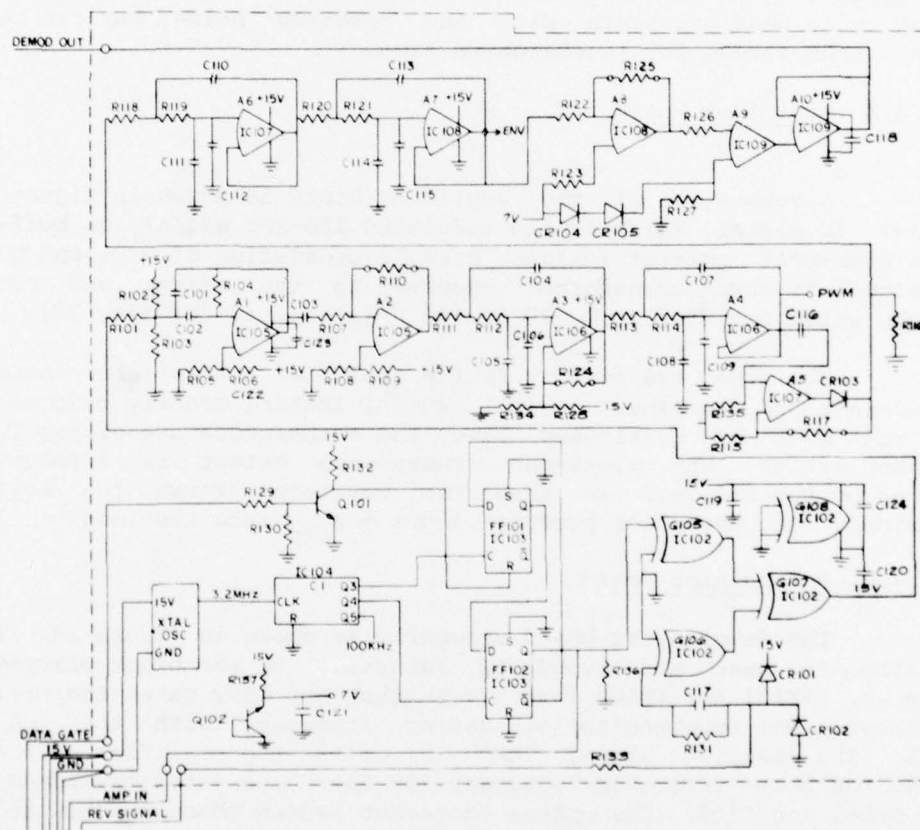 DEMOD OUT
C110
C113
R125
R118
R119
A6
+15V
IC107
R120
R121
A7
+15V
IC108
ENV
R122
A8
IC108
R126
A9
IC109
A10
+15V
IC109
C118
C111
C112
C114
C115
R123
7V
CR104
CR105
R127
+15V
R102
C101
R104
A1
+15V
IC105
C103
R110
A2
IC105
C104
C107
PWM
C116
R101
C102
R103
R107
R111
R112
A3
+15V
IC106
R113
R114
A4
IC106
C105
C106
C108
C109
R105
R106
C122
+15V
R108
R109
+15V
R124
R134
R128
15V
R135
A5
IC107
CR103
R115
R117
15V
R132
R129
Q101
R130
D
S
Q
FF101
IC103
C
Q
R
15V
C119
G105
IC102
G108
IC102
C124
C120
15V
G107
IC102
G106
IC102
IC104
C1
Q3
CLK
Q4
R
Q5
3.2MHz
100KHz
15V
XTAL
OSC
GND
D
S
Q
FF102
IC103
C
Q
R
R136
15V
CR101
C117
R131
CR102
R133
15V
R137
7V
C121
Q102
DATA GATE
15 V
GND
AMP IN
REV SIGNAL